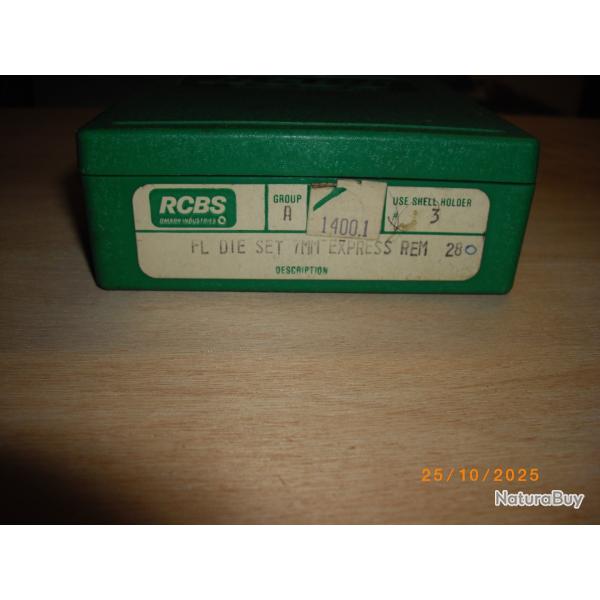 RCBS
OMARK INDUSTRIES
GROUP
A
1400.1
USE SHELL HOLDER
3
FL DIE SET 7MM EXPRESS REM 28
DESCRIPTION
25/10/2025
NaturaBuy